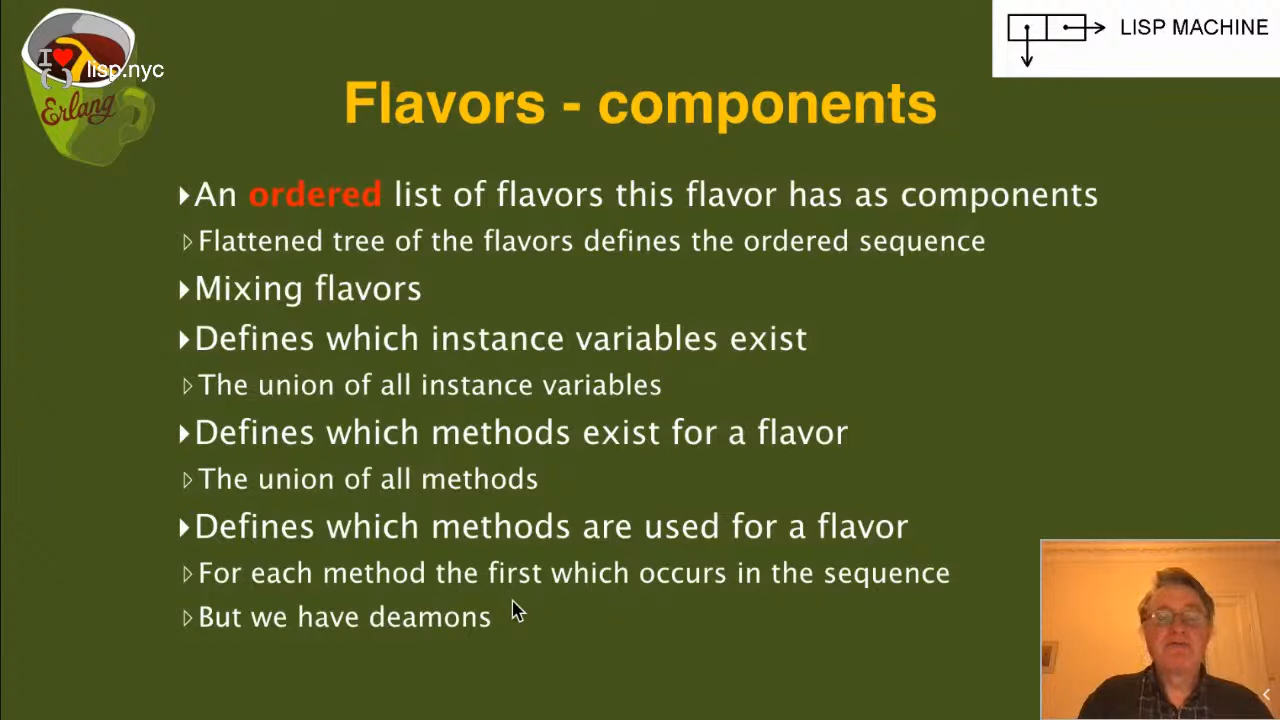 I ♥
( ) lisp.nyc
Erlang
LISP MACHINE
Flavors - components
An ordered list of flavors this flavor has as components
Flattened tree of the flavors defines the ordered sequence
Mixing flavors
Defines which instance variables exist
The union of all instance variables
Defines which methods exist for a flavor
The union of all methods
Defines which methods are used for a flavor
For each method the first which occurs in the sequence
But we have deamons